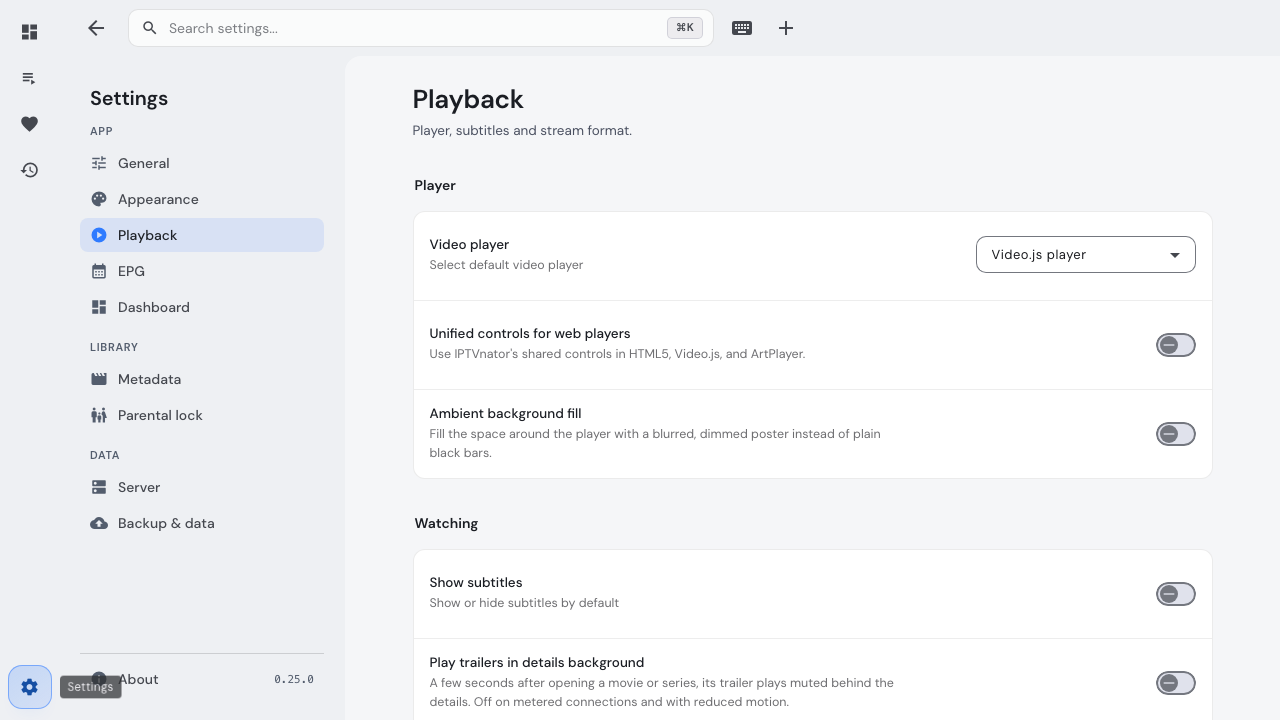 Search settings...
⌘K
Settings
APP
General
Appearance
Playback
EPG
Dashboard
LIBRARY
Metadata
Parental lock
DATA
Server
Backup & data
About
0.25.0
Settings
Playback
Player, subtitles and stream format.
Player
Video player
Select default video player
Video.js player
Unified controls for web players
Use IPTVnator's shared controls in HTML5, Video.js, and ArtPlayer.
Ambient background fill
Fill the space around the player with a blurred, dimmed poster instead of plain
black bars.
Watching
Show subtitles
Show or hide subtitles by default
Play trailers in details background
A few seconds after opening a movie or series, its trailer plays muted behind the
details. Off on metered connections and with reduced motion.